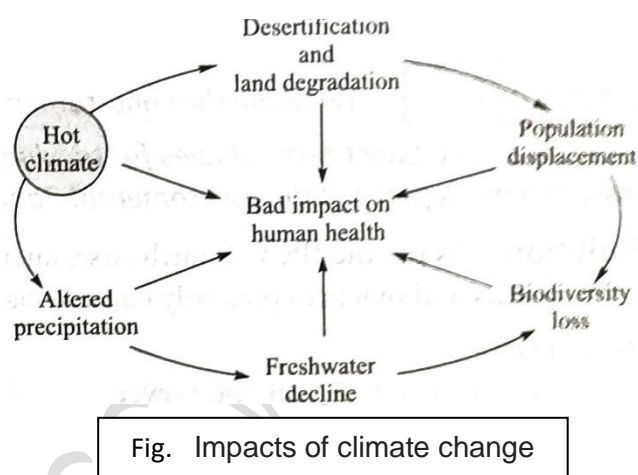 Desertification
and
land degradation
Hot
climate
Population
displacement
Bad impact on
human health
Altered
precipitation
Biodiversity
loss
Freshwater
decline
Fig. Impacts of climate change